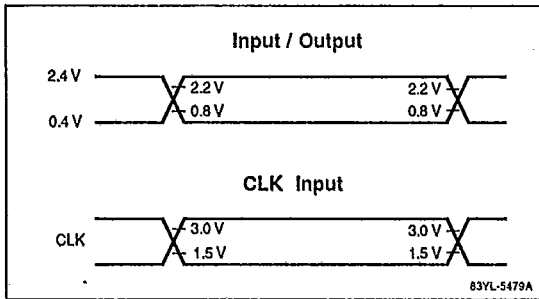 Input / Output
2.4 V
2.2 V
2.2 V
0.8 V
0.8 V
0.4 V
CLK Input
3.0 V
3.0 V
CLK
1.5 V
1.5 V
83YL-5479A